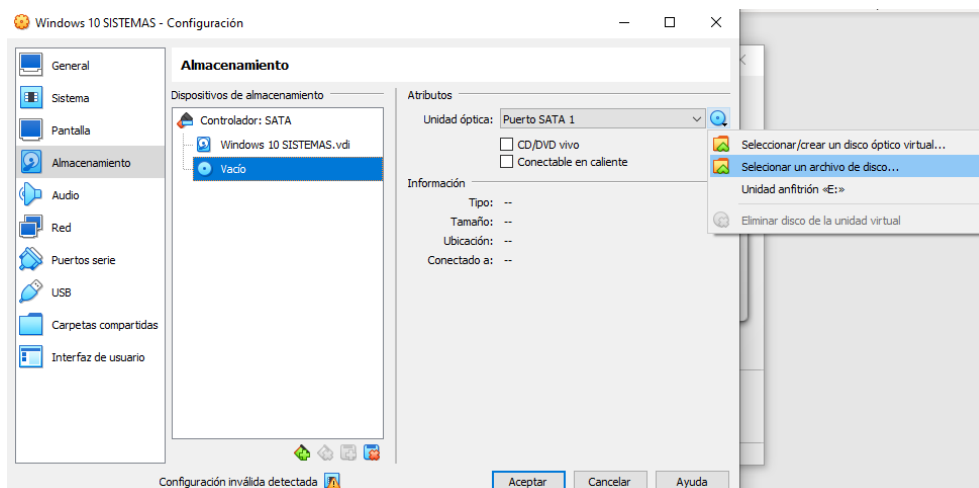 Windows 10 SISTEMAS - Configuración
General
Sistema
Pantalla
Almacenamiento
Audio
Red
Puertos serie
USB
Carpetas compartidas
Interfaz de usuario
Almacenamiento
Dispositivos de almacenamiento
Controlador: SATA
Windows 10 SISTEMAS.vdi
Vacío
Atributos
Unidad óptica: Puerto SATA 1
CD/DVD vivo
Conectable en caliente
Información
Tipo: --
Tamaño: --
Ubicación: --
Conectado a: --
Seleccionar/crear un disco óptico virtual...
Selecionar un archivo de disco...
Unidad anfitrión «E:»
Eliminar disco de la unidad virtual
Configuración inválida detectada
Aceptar Cancelar Ayuda